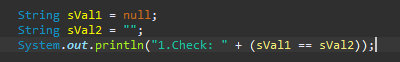 String sVal1 = null;
String sVal2 = "";
System.out.println("1.Check: " + (sVal1 == sVal2));